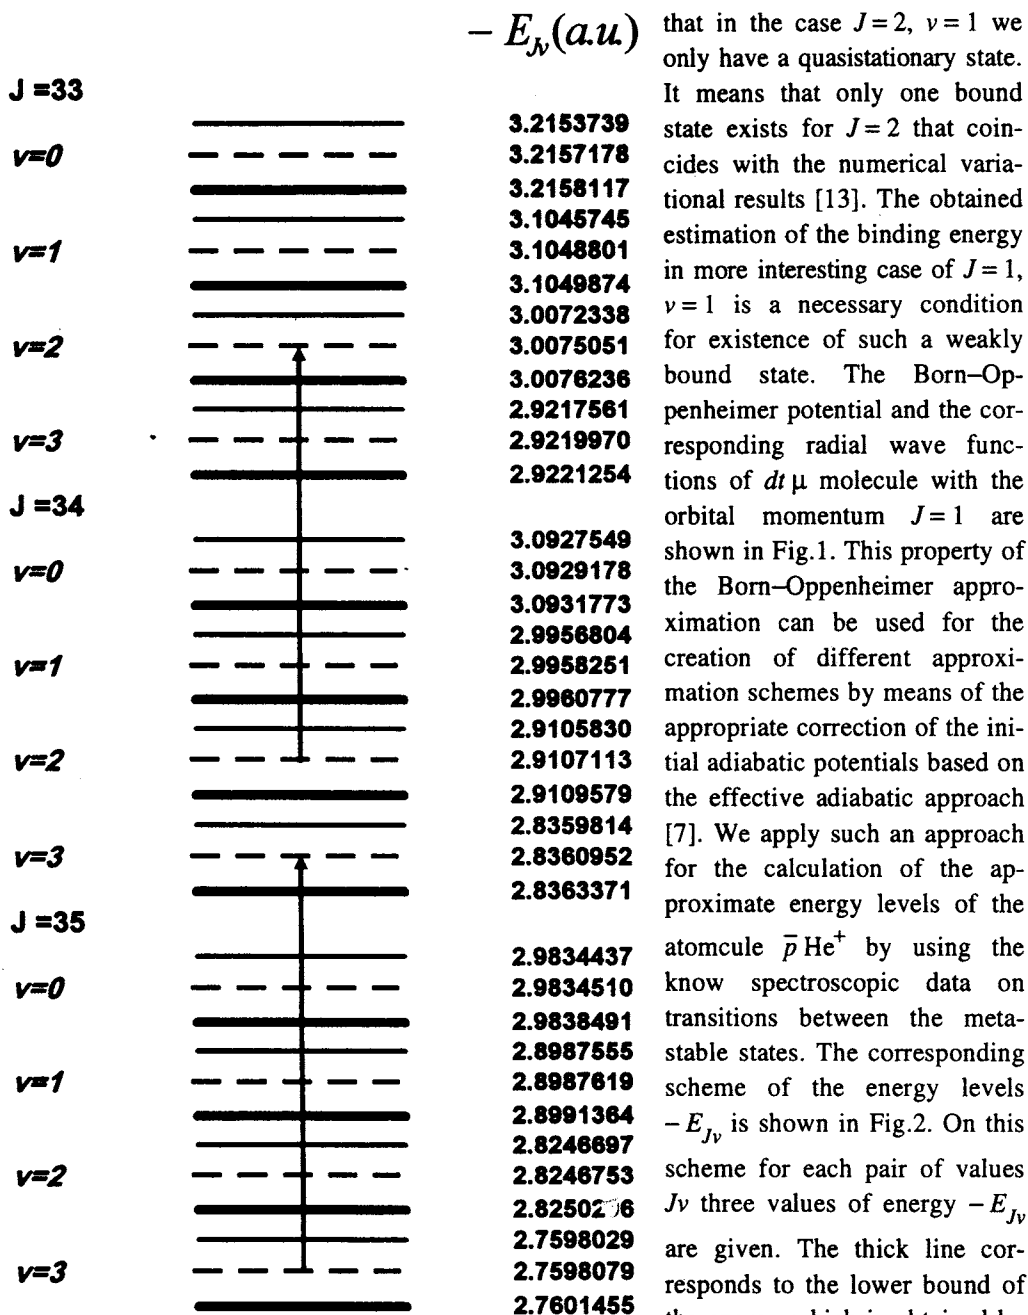 − E_Jv (a.u.)
J =33
v=0
3.2153739
3.2157178
3.2158117
v=1
3.1045745
3.1048801
3.1049874
v=2
3.0072338
3.0075051
3.0076236
v=3
2.9217561
2.9219970
2.9221254
J =34
v=0
3.0927549
3.0929178
3.0931773
v=1
2.9956804
2.9958251
2.9960777
v=2
2.9105830
2.9107113
2.9109579
v=3
2.8359814
2.8360952
2.8363371
J =35
v=0
2.9834437
2.9834510
2.9838491
v=1
2.8987555
2.8987619
2.8991364
v=2
2.8246697
2.8246753
v=3
2.7598029
2.7598079
2.7601455
that in the case J = 2, v = 1 we
only have a quasistationary state.
It means that only one bound
state exists for J = 2 that coin-
cides with the numerical varia-
tional results [13]. The obtained
estimation of the binding energy
in more interesting case of J = 1,
v = 1 is a necessary condition
for existence of such a weakly
bound state. The Born–Op-
penheimer potential and the cor-
responding radial wave func-
tions of dt μ molecule with the
orbital momentum J = 1 are
shown in Fig.1. This property of
the Born–Oppenheimer appro-
ximation can be used for the
creation of different approxi-
mation schemes by means of the
appropriate correction of the ini-
tial adiabatic potentials based on
the effective adiabatic approach
[7]. We apply such an approach
for the calculation of the ap-
proximate energy levels of the
atomcule p̅ He⁺ by using the
know spectroscopic data on
transitions between the meta-
stable states. The corresponding
scheme of the energy levels
− E_Jv is shown in Fig.2. On this
scheme for each pair of values
Jv three values of energy − E_Jv
are given. The thick line cor-
responds to the lower bound of